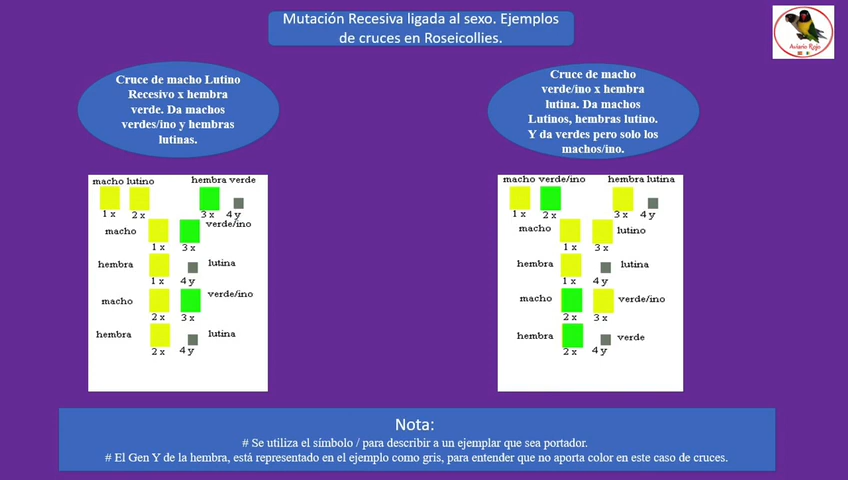 Mutación Recesiva ligada al sexo. Ejemplos
de cruces en Roseicollies.
Aviario Rojo
Cruce de macho Lutino
Recesivo x hembra
verde. Da machos
verdes/ino y hembras
lutinas.
macho lutino
hembra verde
1 x
2 x
3 x
4 y
macho
verde/ino
1 x
3 x
hembra
lutina
1 x
4 y
macho
verde/ino
2 x
3 x
hembra
lutina
2 x
4 y
Cruce de macho
verde/ino x hembra
lutina. Da machos
Lutinos, hembras lutino.
Y da verdes pero solo los
machos/ino.
macho verde/ino
hembra lutina
1 x
2 x
3 x
4 y
macho
lutino
1 x
3 x
hembra
lutina
1 x
4 y
macho
verde/ino
2 x
3 x
hembra
verde
2 x
4 y
Nota:
# Se utiliza el símbolo / para describir a un ejemplar que sea portador.
# El Gen Y de la hembra, está representado en el ejemplo como gris, para entender que no aporta color en este caso de cruces.